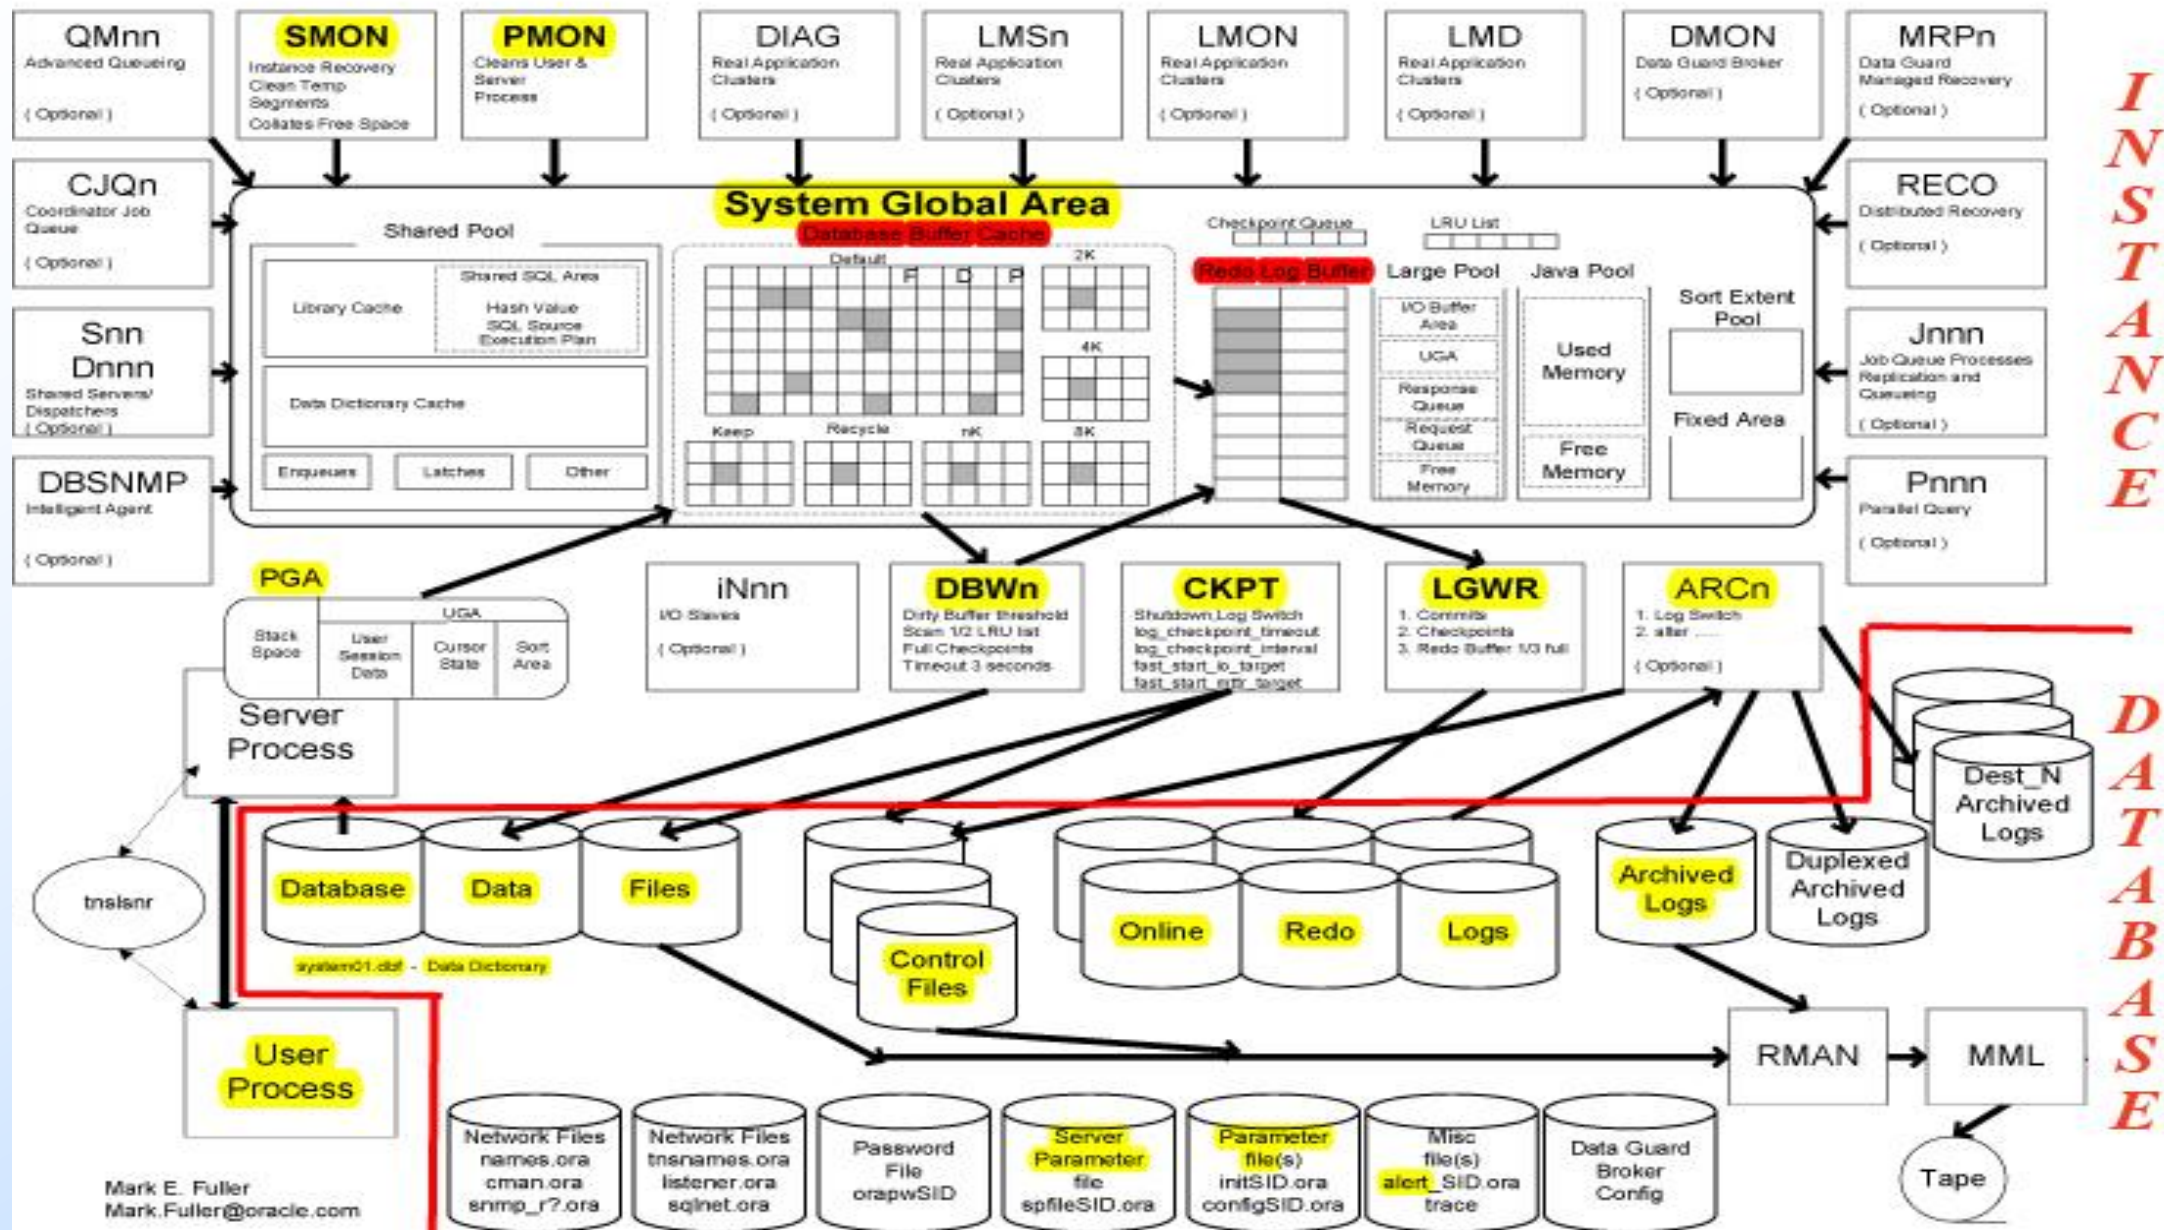 QMnn
Advanced Queueing
( Optional )
SMON
Instance Recovery
Clean Temp
Segments
Collates Free Space
PMON
Cleans User &
Server
Process
DIAG
Real Application
Clusters
( Optional )
LMSn
Real Application
Clusters
( Optional )
LMON
Real Application
Clusters
( Optional )
LMD
Real Application
Clusters
( Optional )
DMON
Data Guard Broker
( Optional )
MRPn
Data Guard
Managed Recovery
( Optional )
INSTANCE
CJQn
Coordinator Job
Queue
( Optional )
Snn
Dnnn
Shared Servers/
Dispatchers
( Optional )
DBSNMP
Intelligent Agent
( Optional )
System Global Area
Shared Pool
Library Cache
Shared SQL Area
Hash Value
SQL Source
Execution Plan
Data Dictionary Cache
Enqueues
Latches
Other
Database Buffer Cache
Default
F D P
2K
4K
8K
Keep
Recycle
nK
Checkpoint Queue
LRU List
Redo Log Buffer
Large Pool
I/O Buffer
Area
UGA
Response
Queue
Request
Queue
Free
Memory
Java Pool
Used
Memory
Free
Memory
Sort Extent
Pool
Fixed Area
RECO
Distributed Recovery
( Optional )
Jnnn
Job Queue Processes
Replication and
Queueing
( Optional )
Pnnn
Parallel Query
( Optional )
PGA
Stack
Space
UGA
User
Session
Data
Cursor
State
Sort
Area
Server
Process
iNnn
I/O Slaves
( Optional )
DBWn
Dirty Buffer threshold
Scan 1/2 LRU list
Full Checkpoints
Timeout 3 seconds
CKPT
Shutdown,Log Switch
log_checkpoint_timeout
log_checkpoint_interval
fast_start_io_target
fast_start_mttr_target
LGWR
1. Commits
2. Checkpoints
3. Redo Buffer 1/3 full
ARCn
1. Log Switch
2. alter .....
( Optional )
DATABASE
tnslsnr
Database
Data
Files
system01.dbf - Data Dictionary
Control
Files
Online
Redo
Logs
Archived
Logs
Duplexed
Archived
Logs
Dest_N
Archived
Logs
User
Process
RMAN
MML
Tape
Network Files
names.ora
cman.ora
snmp_r?.ora
Network Files
tnsnames.ora
listener.ora
sqlnet.ora
Password
File
orapwSID
Server
Parameter
file
spfileSID.ora
Parameter
file(s)
initSID.ora
configSID.ora
Misc
file(s)
alert_SID.ora
trace
Data Guard
Broker
Config
Mark E. Fuller
Mark.Fuller@oracle.com